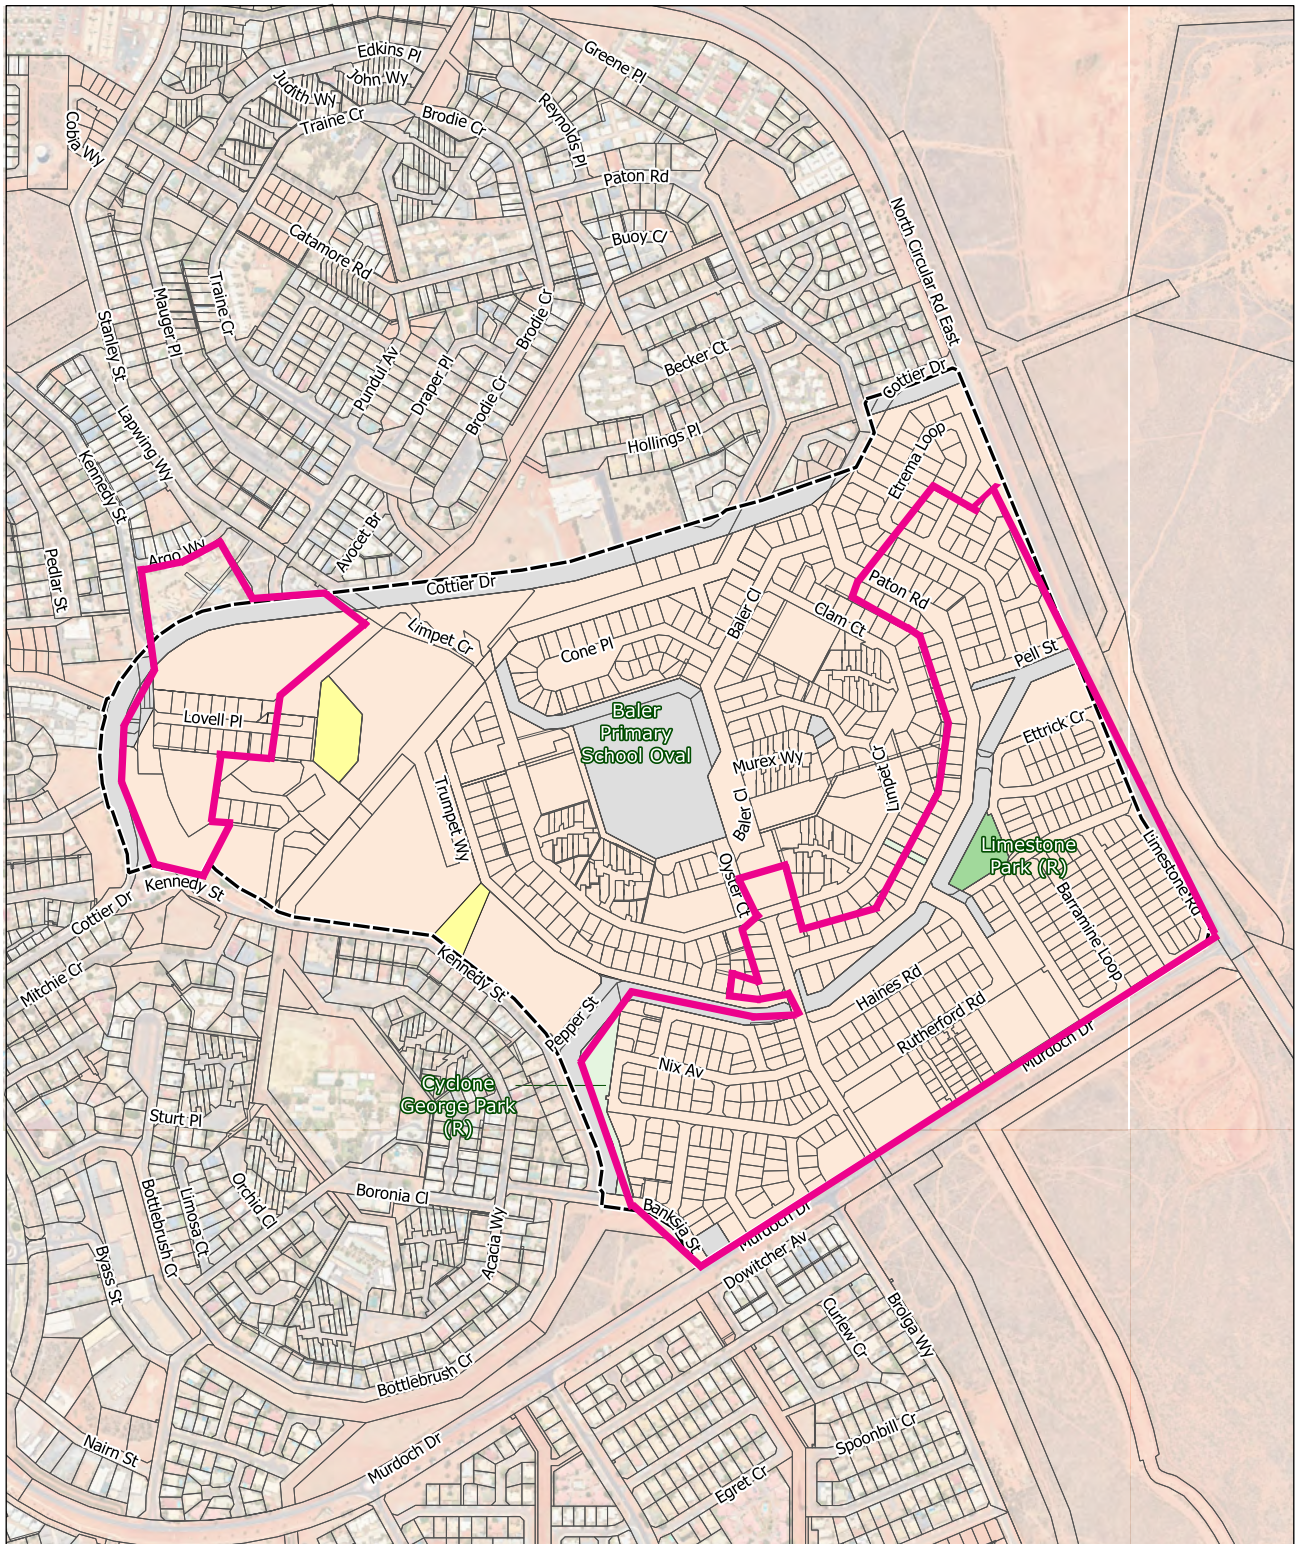 Greene Pl
Edkins Pl
John Wy
Judith Wy
Reynolds Pl
Traine Cr
Brodie Cr
Cobia Wy
Paton Rd
North Circular Rd East
Buoy C/
Catamore Rd
Traine Cr
Mauger Pl
Stanley St
Brodie Cr
Becker Ct
Pundul Av
Draper Pl
Brodie Cr
Cottier Dr
Lapwing Wy
Hollings Pl
Etrema Loop
Kennedy St
Avocet Br
Argo Wy
Pedlar St
Cottier Dr
Paton Rd
Baler Cl
Clam Ct
Limpet Cr
Cone Pl
Pell St
Lovell Pl
Baler
Primary
School Oval
Ettrick Cr
Murex Wy
Limpet Cr
Trumpet Wy
Baler Cl
Limestone
Park (R)
Limestone Rd
Oyster Ct
Kennedy St
Cottier Dr
Barramine Loop
Mitchie Cr
Kennedy St
Haines Rd
Pepper St
Rutherford Rd
Murdoch Dr
Nix Av
Cyclone
George Park
(R)
Sturt Pl
Orchid Cl
Boronia Cl
Limosa Ct
Bottlebrush Cr
Banksia St
Acacia Wy
Murdoch Dr
Byass St
Dowitcher Av
Curlew Cr
Brolga Wy
Bottlebrush Cr
Spoonbill Cr
Nairn St
Murdoch Dr
Egret Cr